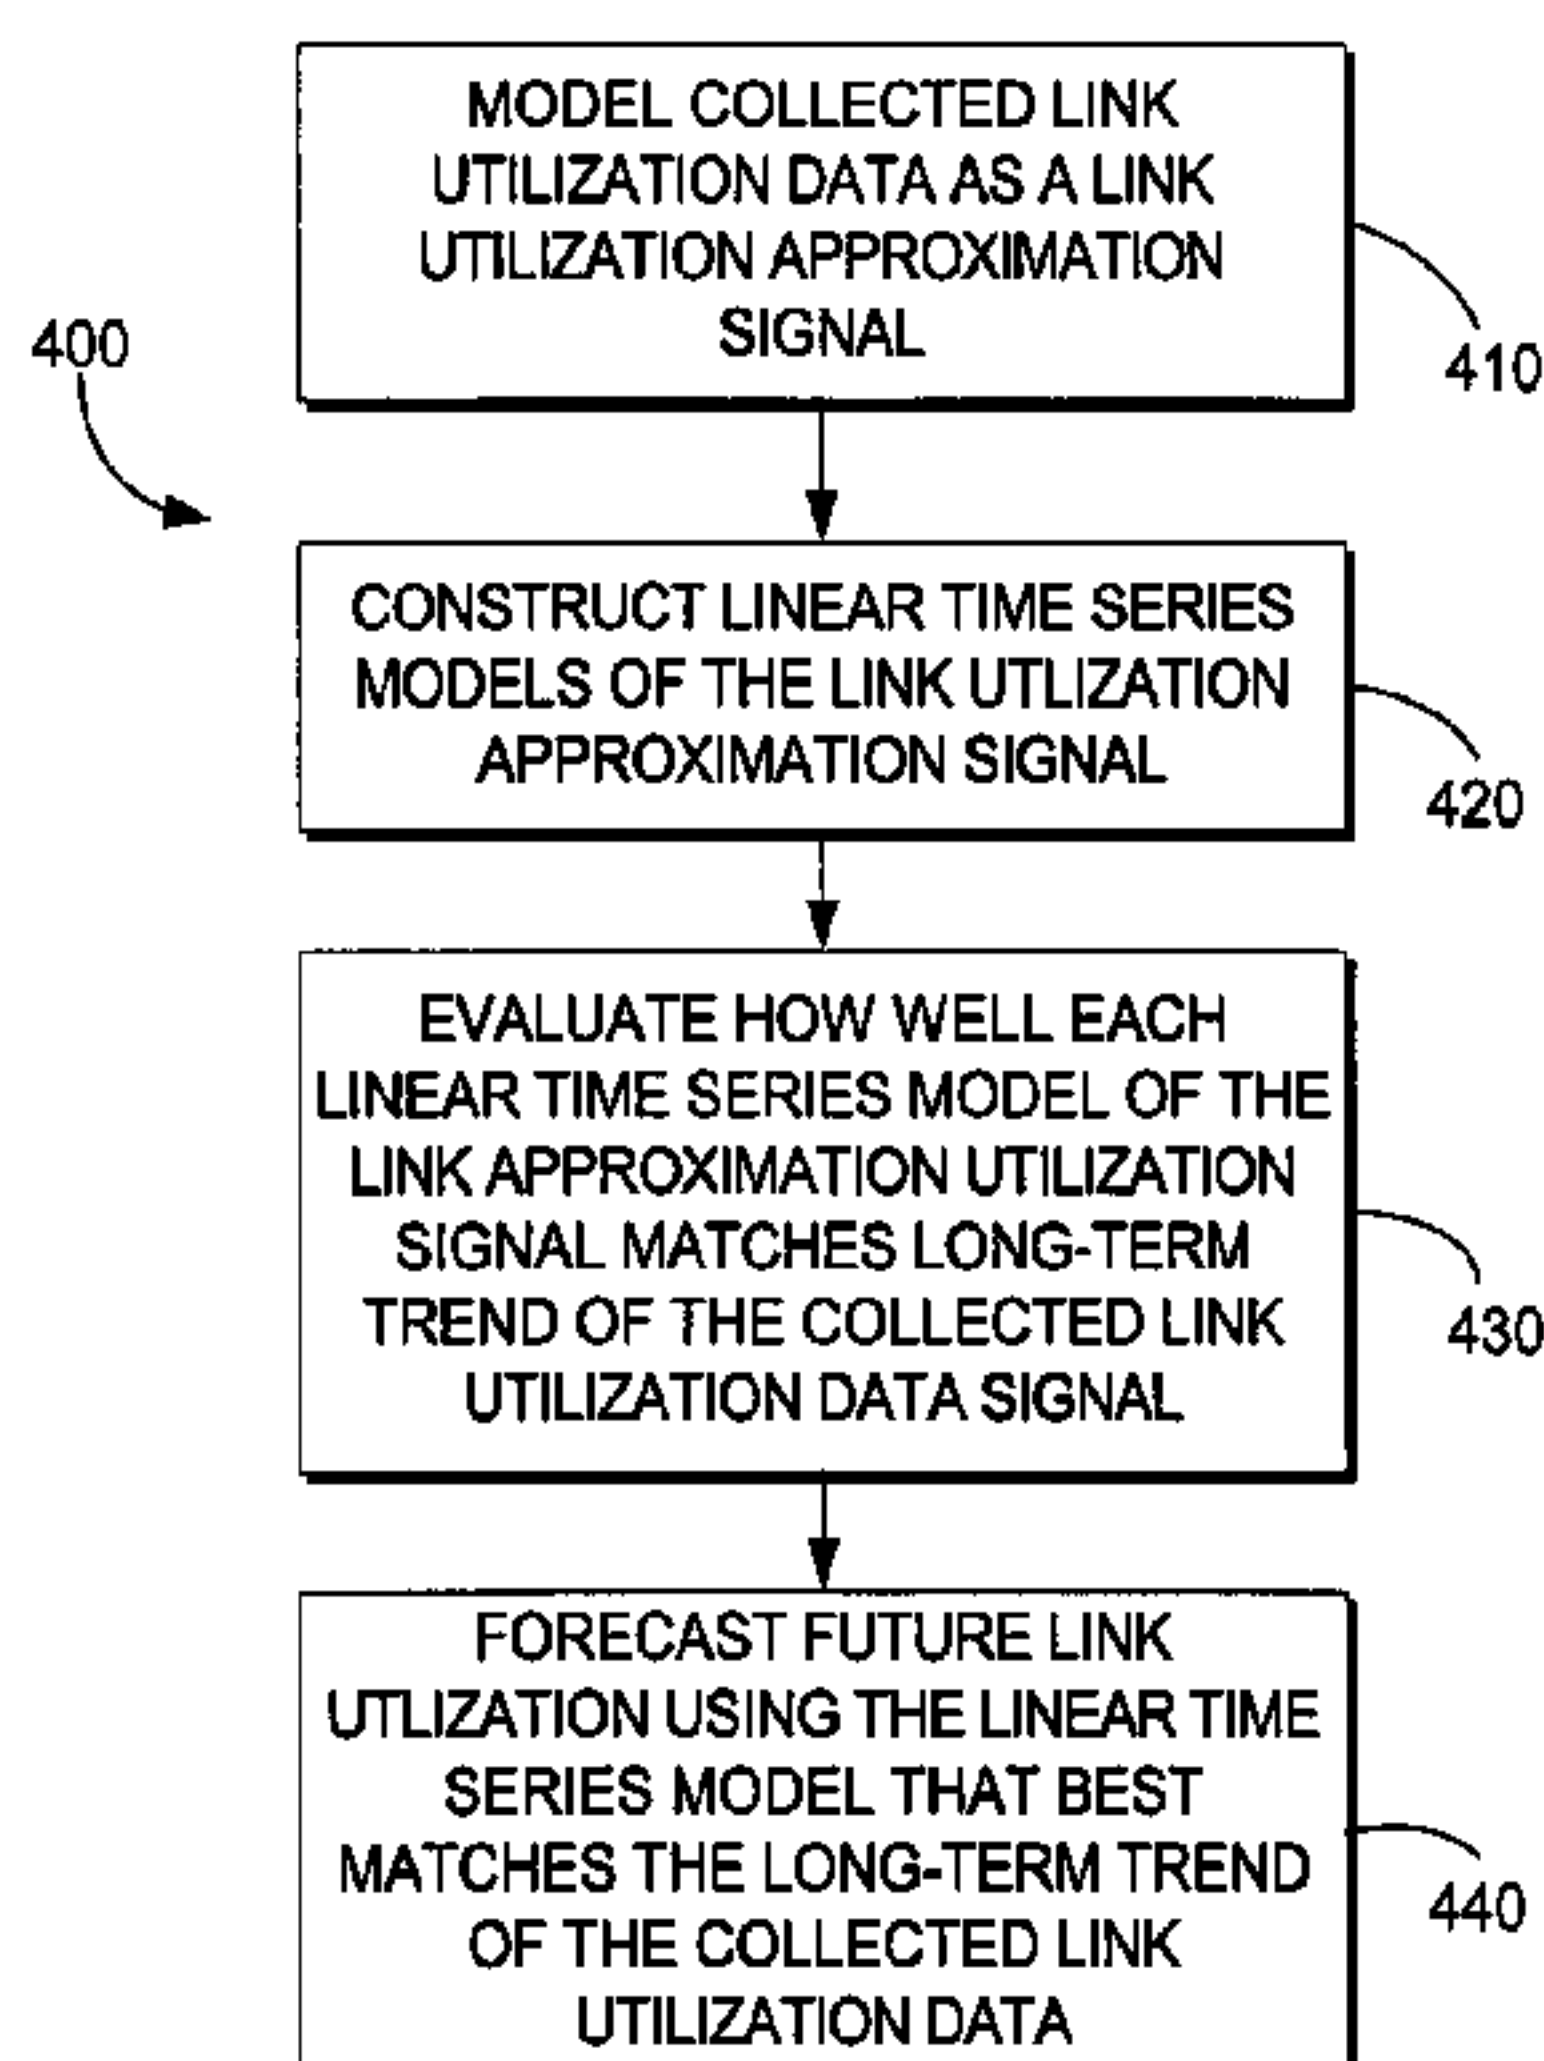 MODEL COLLECTED LINK
UTILIZATION DATA AS A LINK
UTILIZATION APPROXIMATION
SIGNAL
400
410
CONSTRUCT LINEAR TIME SERIES
MODELS OF THE LINK UTLIZATION
APPROXIMATION SIGNAL
420
EVALUATE HOW WELL EACH
LINEAR TIME SERIES MODEL OF THE
LINK APPROXIMATION UTILIZATION
SIGNAL MATCHES LONG-TERM
TREND OF THE COLLECTED LINK
UTILIZATION DATA SIGNAL
430
FORECAST FUTURE LINK
UTLIZATION USING THE LINEAR TIME
SERIES MODEL THAT BEST
MATCHES THE LONG-TERM TREND
OF THE COLLECTED LINK
UTILIZATION DATA
440